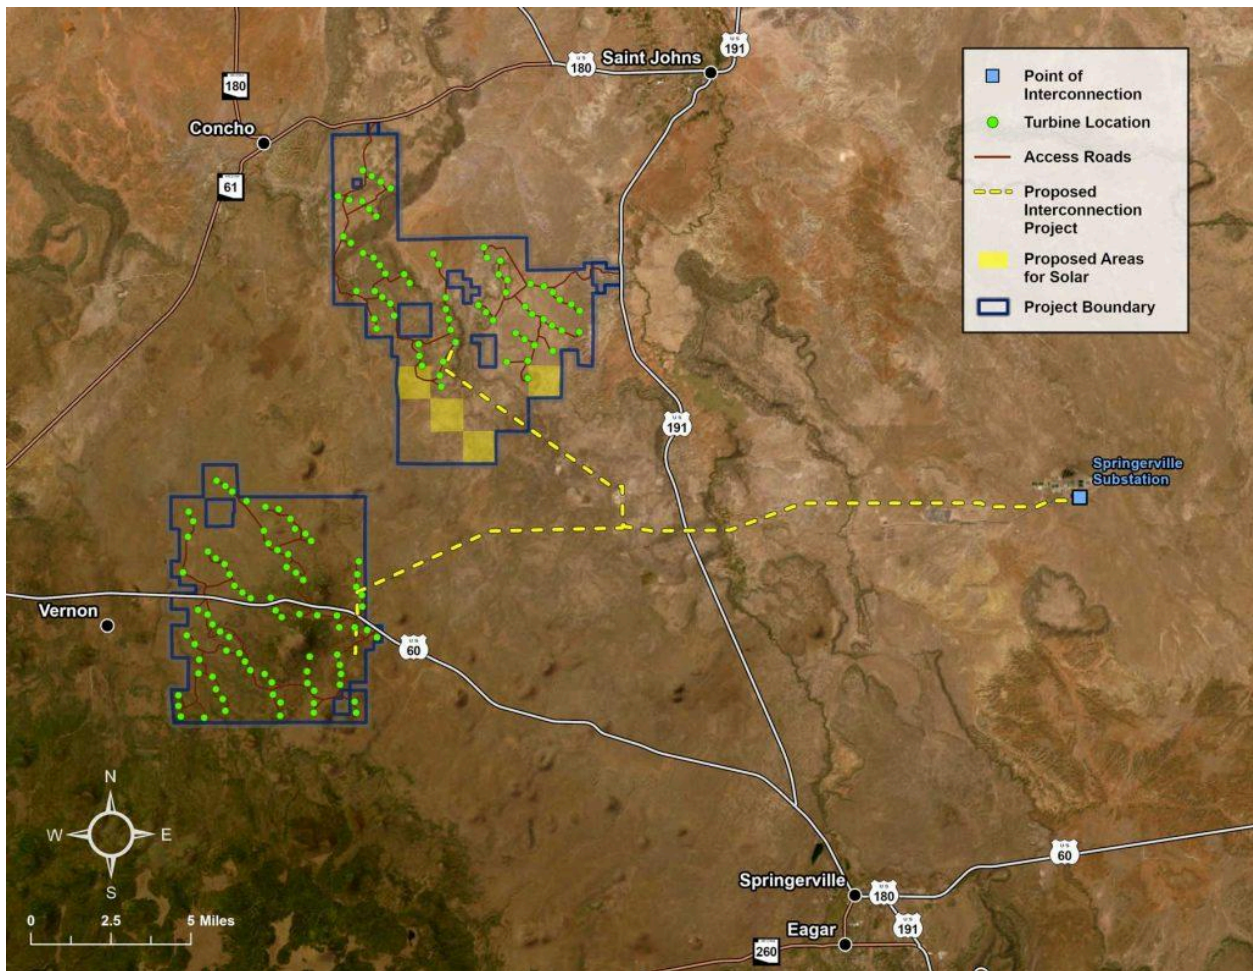 U S
191
Saint Johns
U S
180
180
Concho
61
Point of
Interconnection
Turbine Location
Access Roads
Proposed
Interconnection
Project
Proposed Areas
for Solar
Project Boundary
U S
191
Springerville
Substation
Vernon
U S
60
N
W
E
S
0
2.5
5 Miles
U S
60
Springerville
U S
180
U S
191
Eagar
260